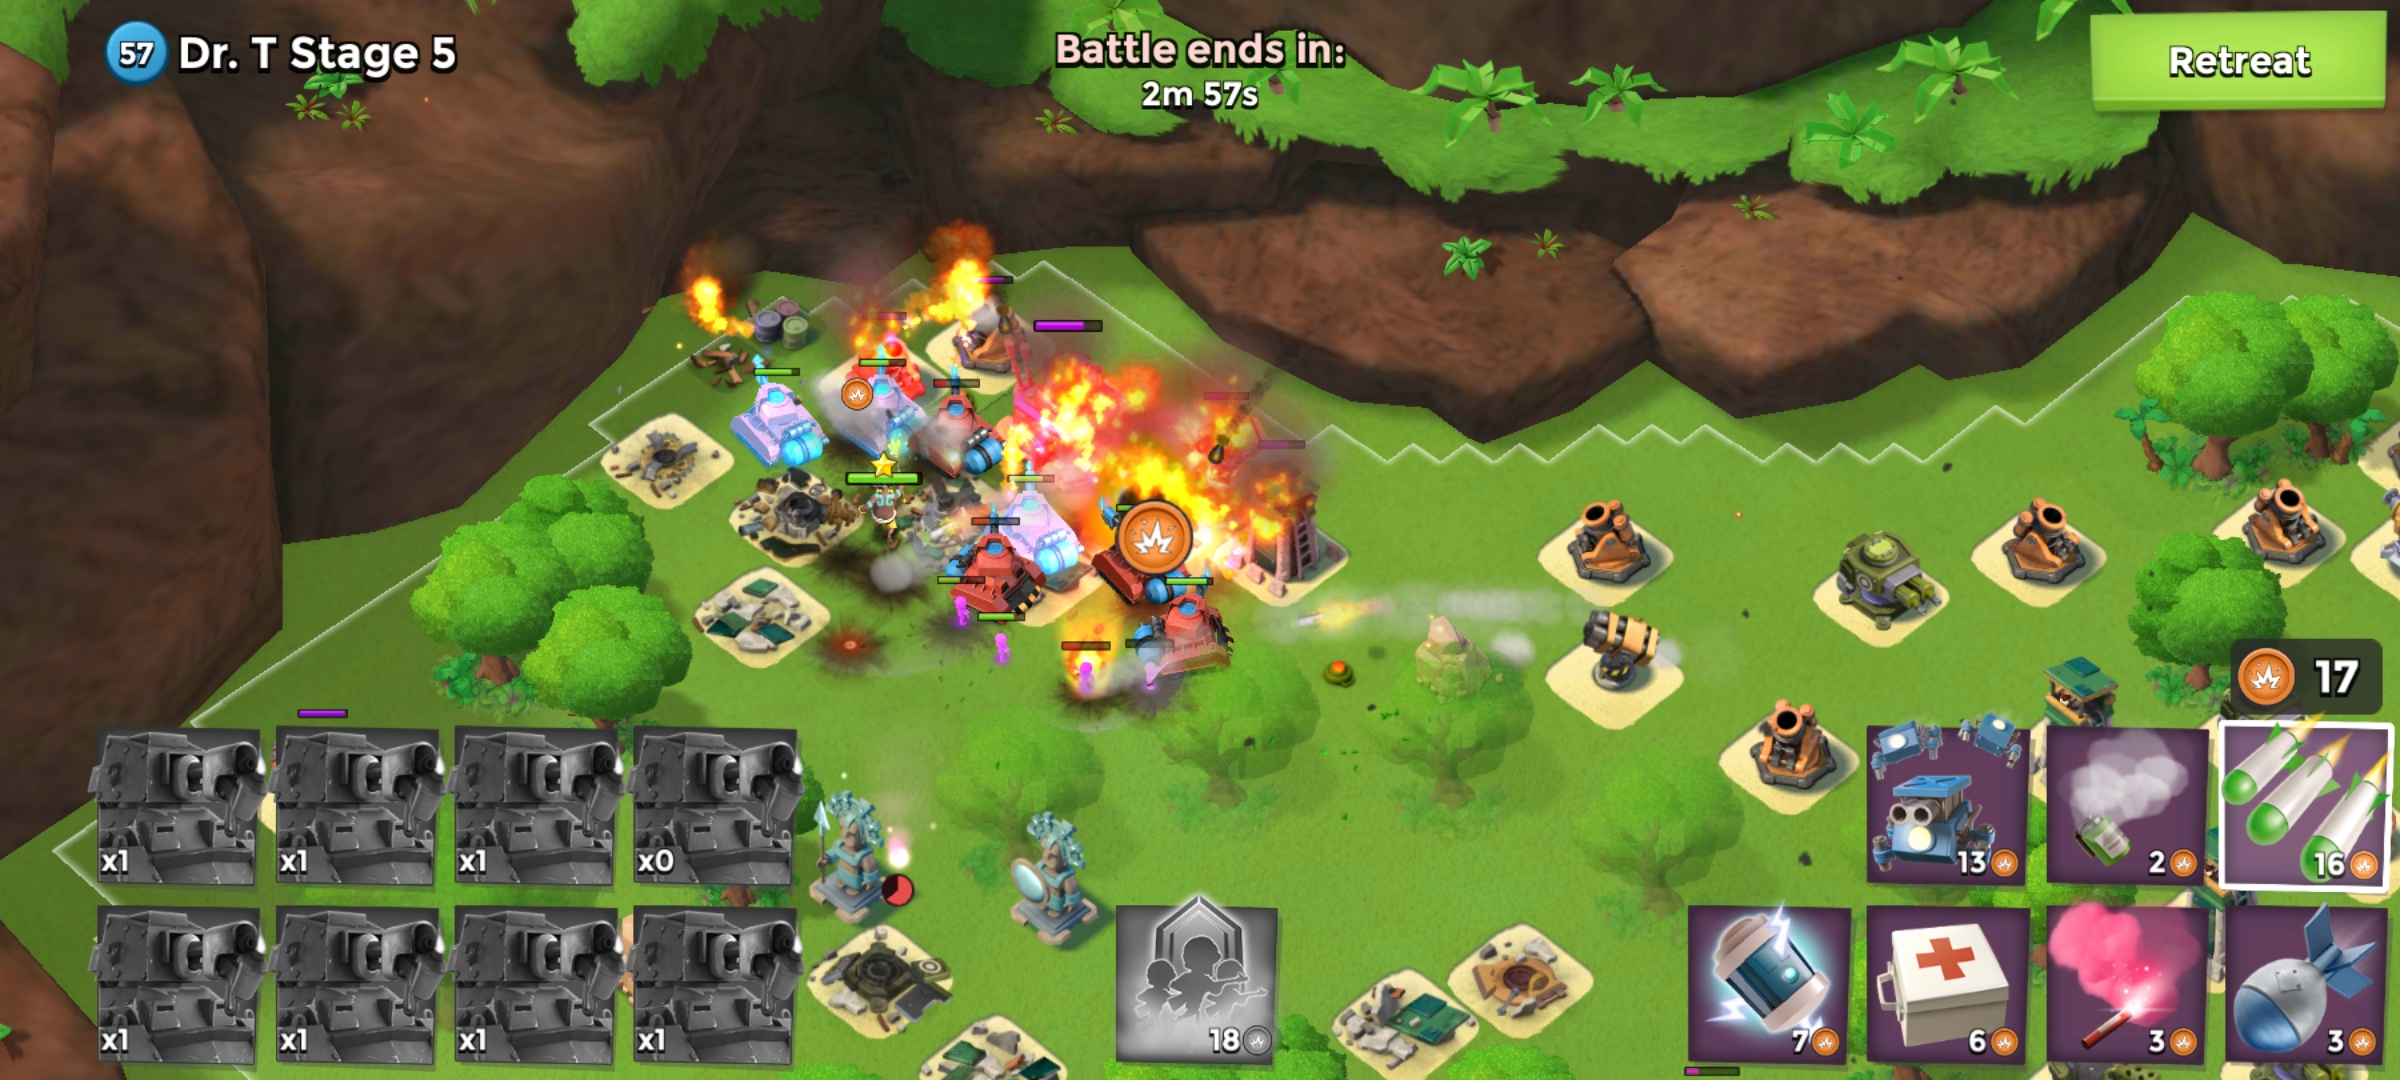 57 Dr. T Stage 5
Battle ends in:
2m 57s
Retreat
17
x1
x1
x1
x0
13
2
16
x1
x1
x1
x1
18
7
6
3
3